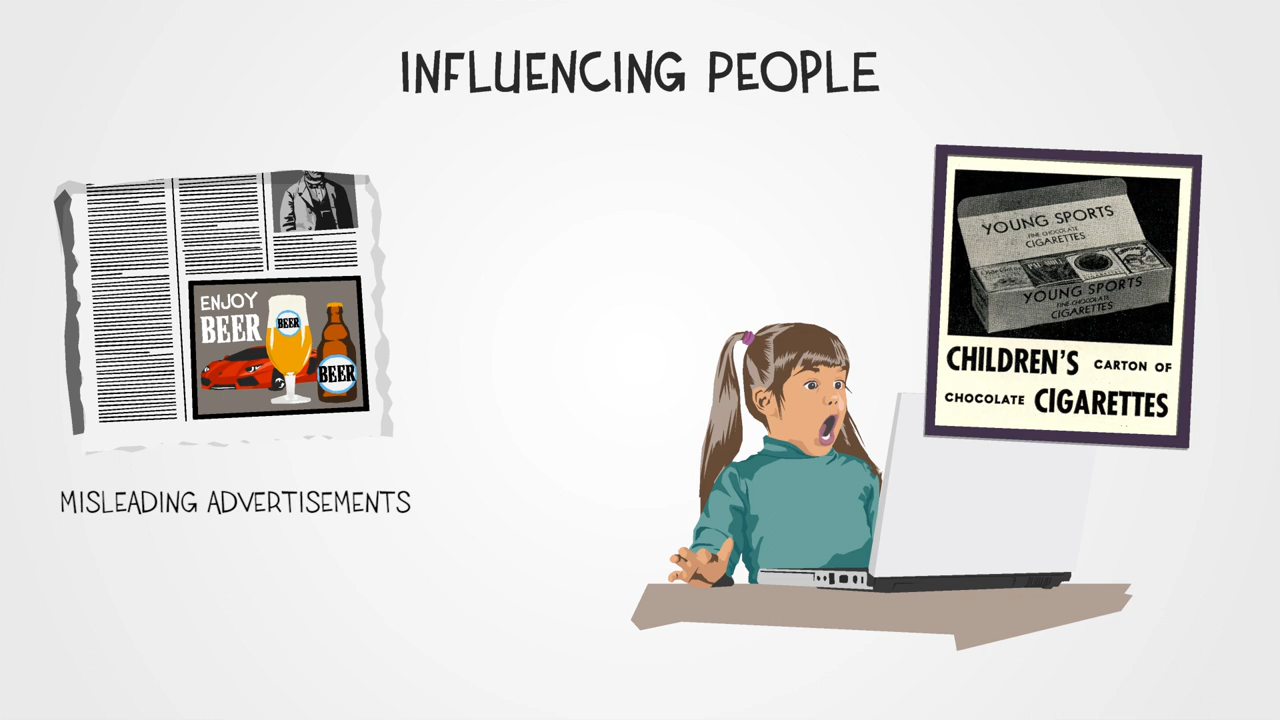 INFLUENCING PEOPLE
ENJOY
BEER
BEER
BEER
MISLEADING ADVERTISEMENTS
YOUNG SPORTS
FINE CHOCOLATE
CIGARETTES
YOUNG SPORTS
FINE CHOCOLATE
CIGARETTES
CHILDREN'S CARTON OF
CHOCOLATE CIGARETTES